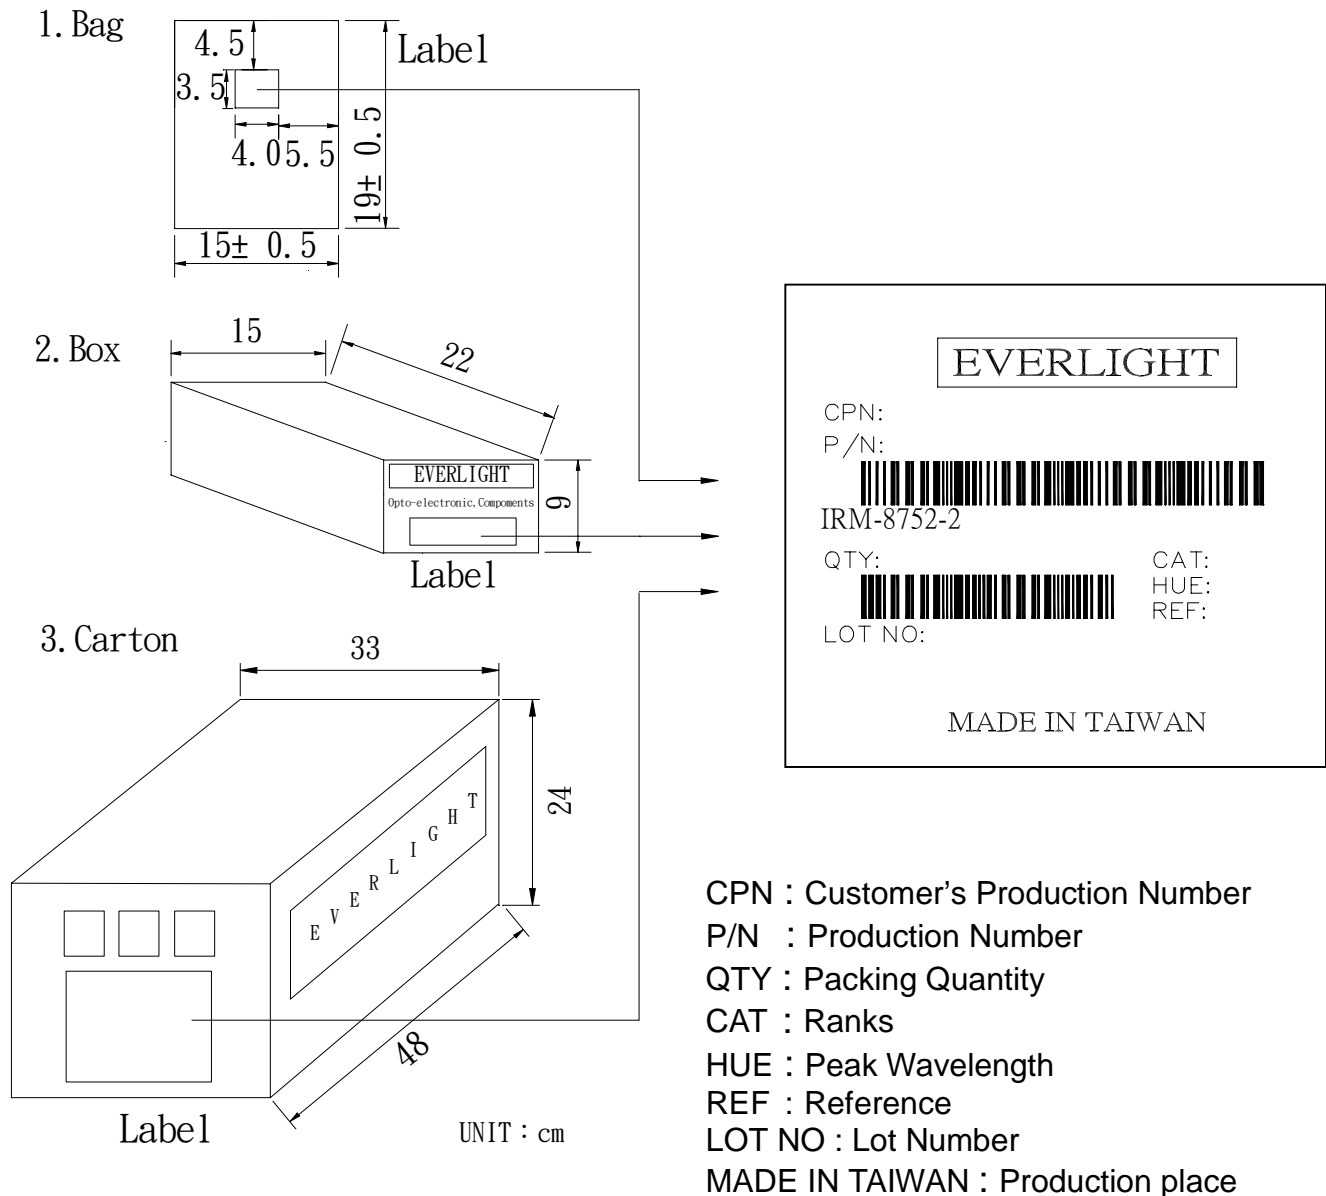 1. Bag
4.5
Label
3.5
4.0 5.5
19± 0.5
15± 0.5
2. Box
15
22
EVERLIGHT
Opto-electronic, Compoments
9
Label
3. Carton
33
24
EVERLIGHT
48
Label
UNIT：cm
EVERLIGHT
CPN:
P/N:
IRM-8752-2
QTY:
CAT:
HUE:
REF:
LOT NO:
MADE IN TAIWAN
CPN：Customer's Production Number
P/N ：Production Number
QTY：Packing Quantity
CAT ：Ranks
HUE：Peak Wavelength
REF : Reference
LOT NO : Lot Number
MADE IN TAIWAN：Production place